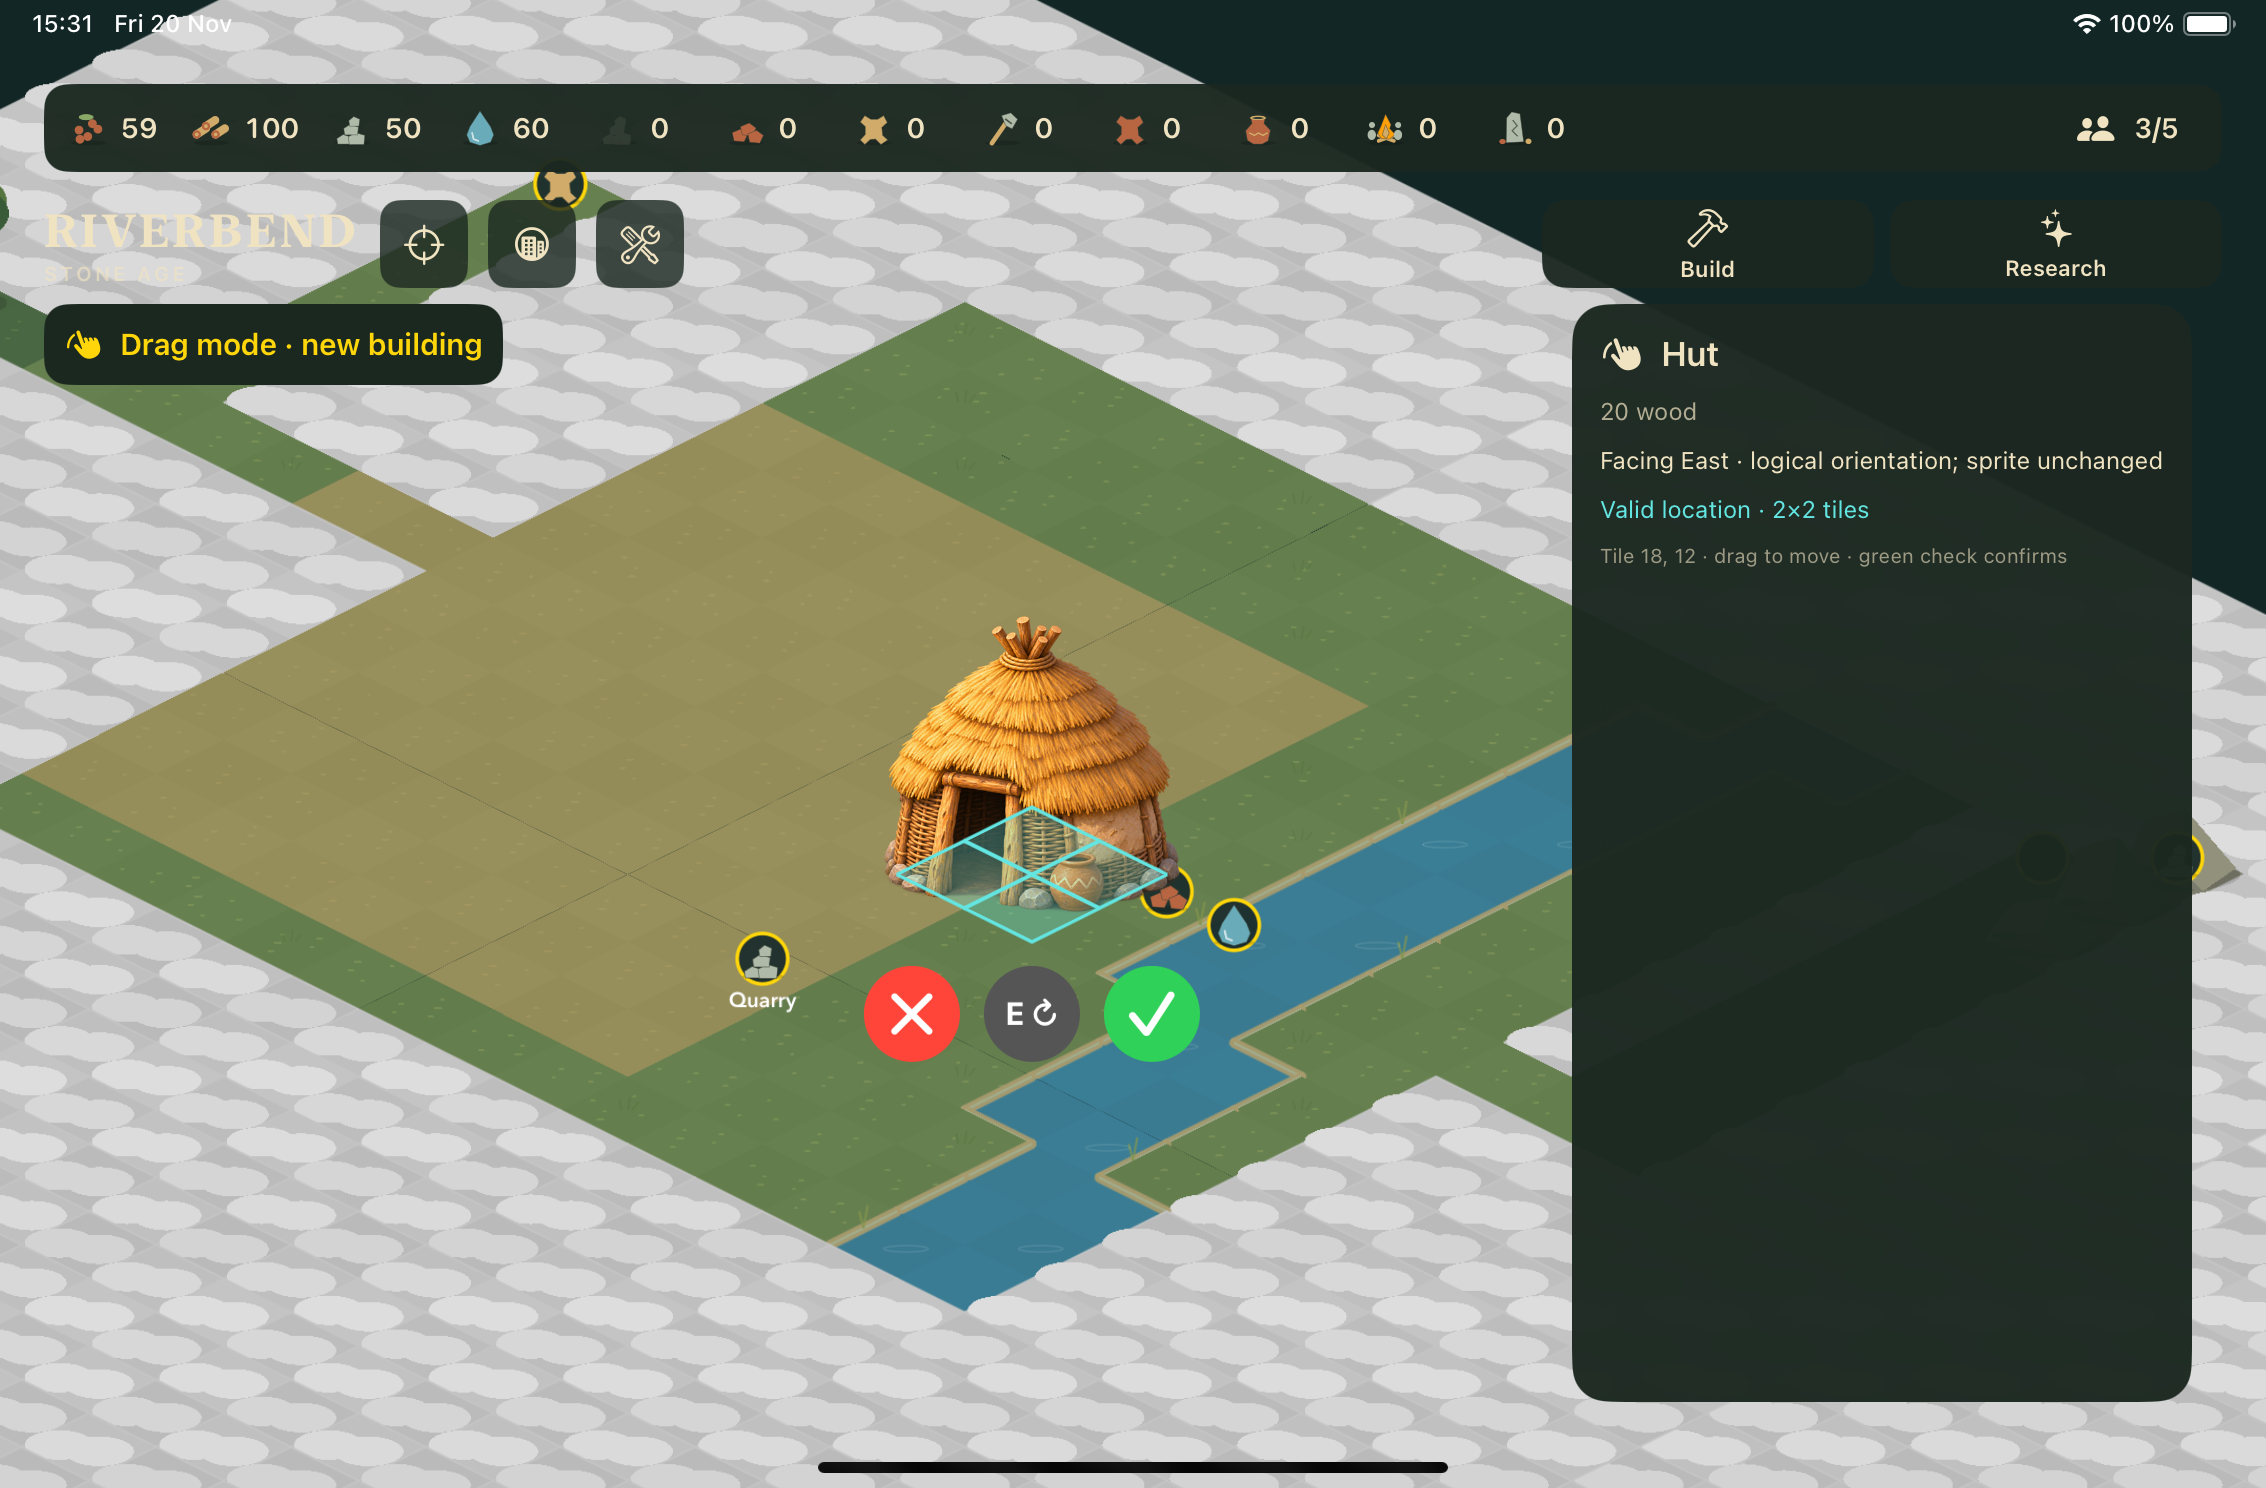 15:31 Fri 20 Nov
100%
59 100 50 60 0 0 0 0 0 0 0 0 3/5
RIVERBEND
STONE AGE
Build
Research
Drag mode · new building
Hut
20 wood
Facing East · logical orientation; sprite unchanged
Valid location · 2×2 tiles
Tile 18, 12 · drag to move · green check confirms
Quarry
E